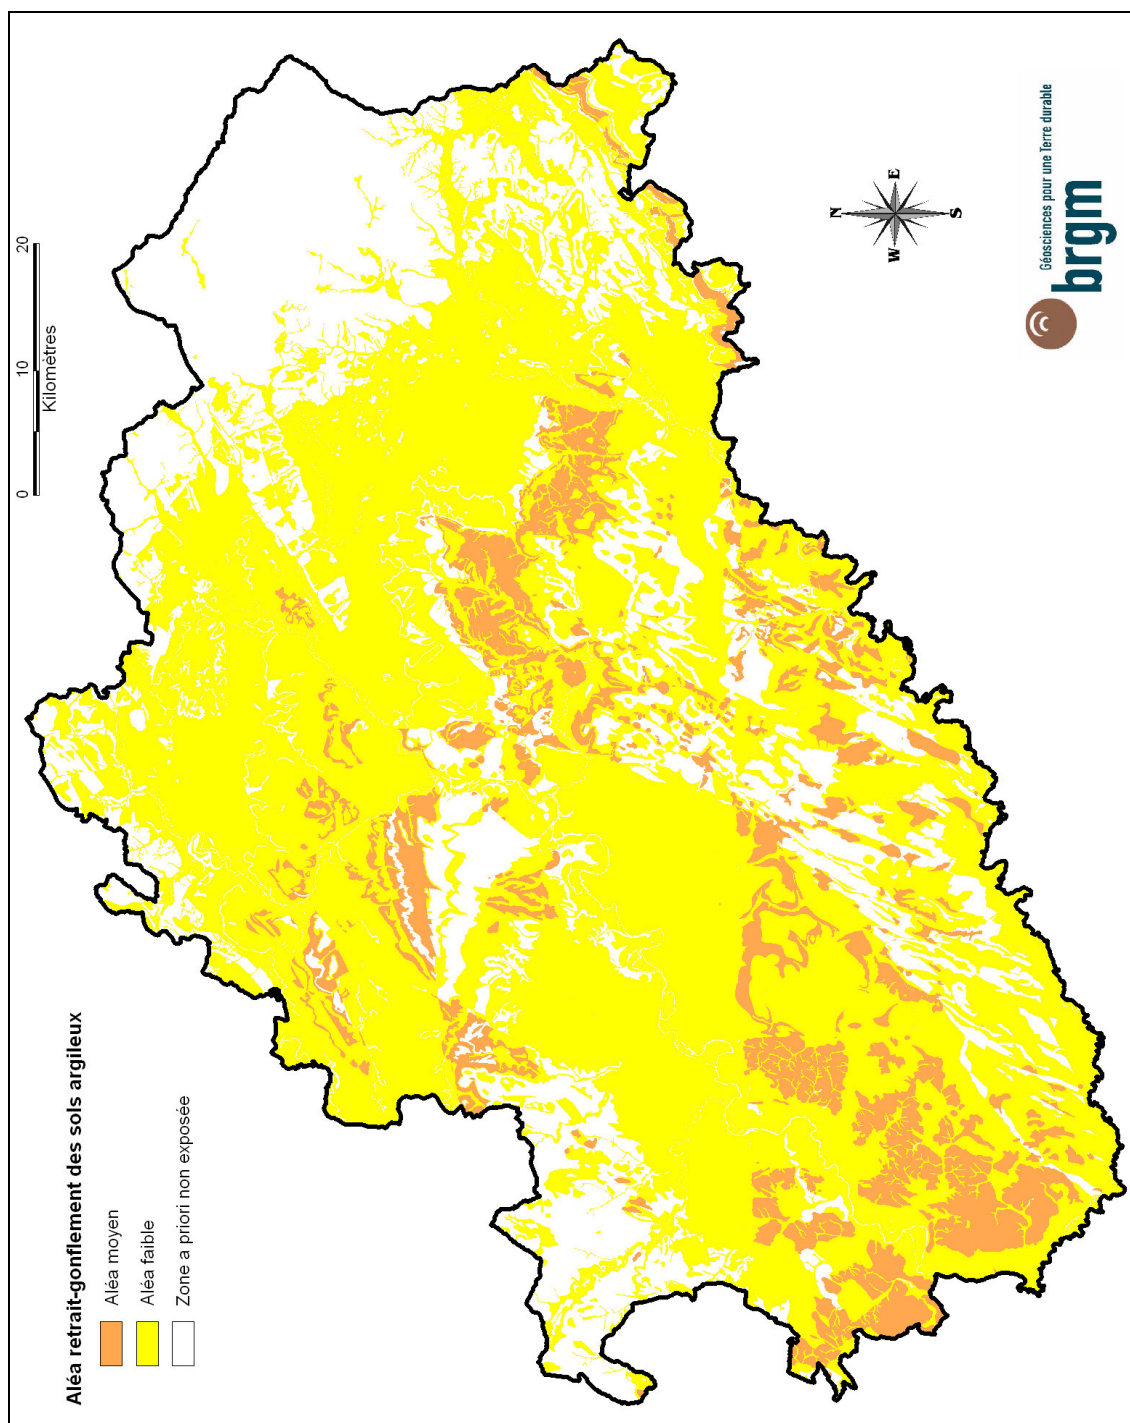 Aléa retrait-gonflement des sols argileux
Aléa moyen
Aléa faible
Zone a priori non exposée
0 10 20
Kilomètres
N
W E
S
Géosciences pour une Terre durable
brgm